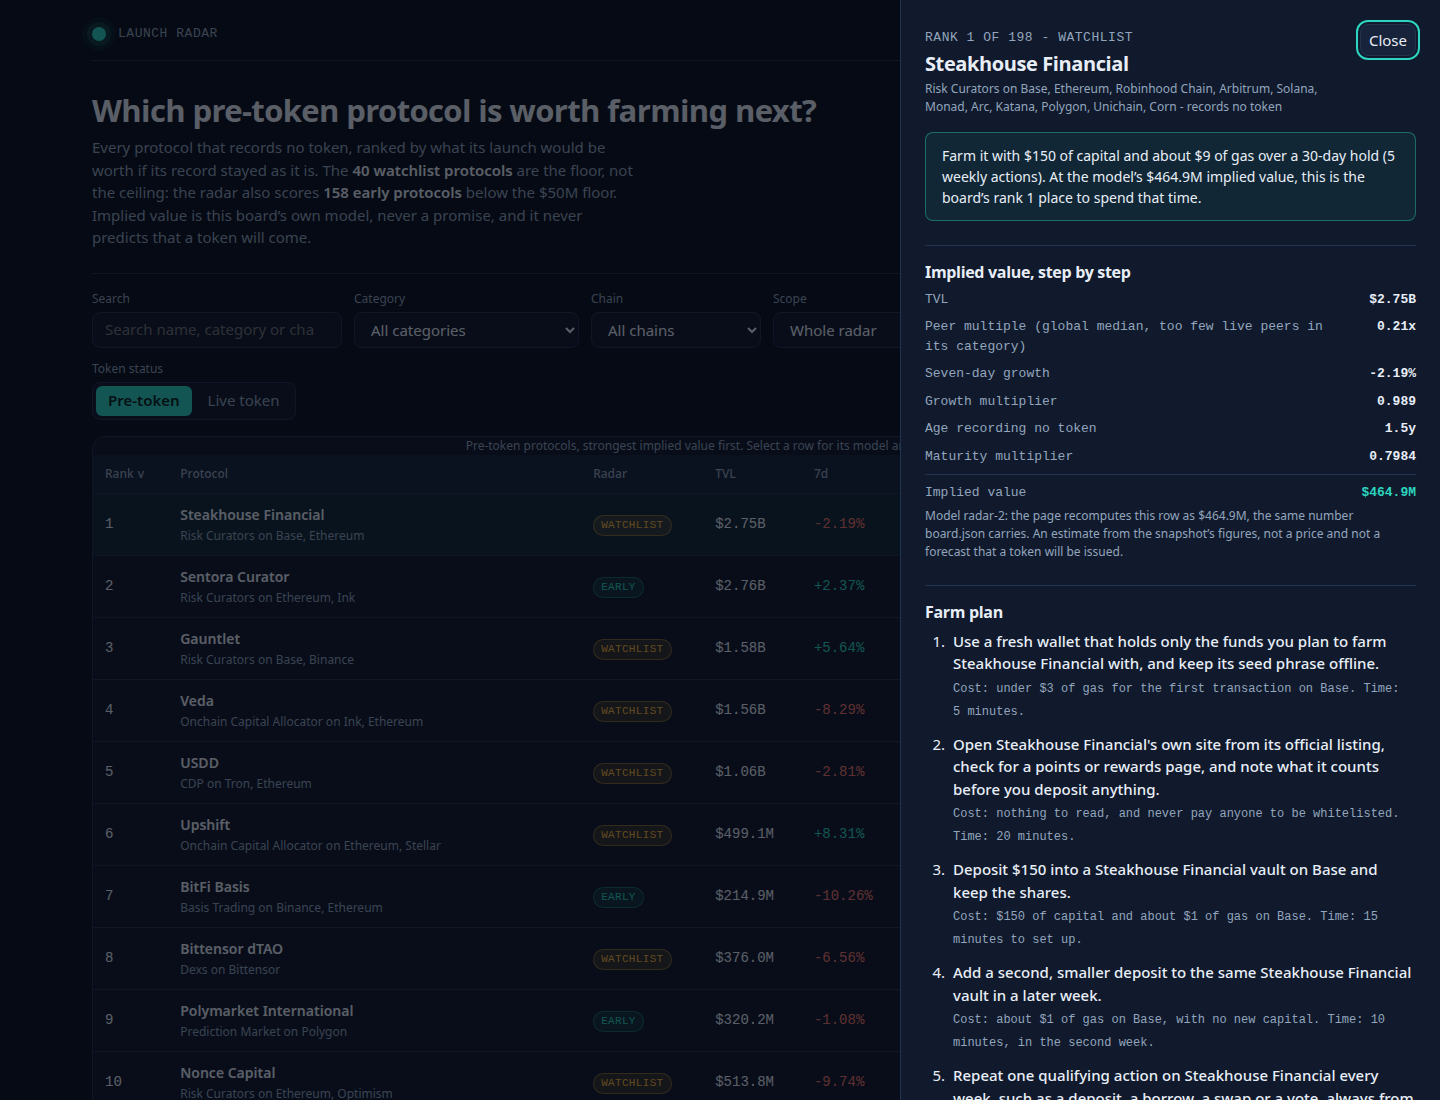 LAUNCH RADAR
Which pre-token protocol is worth farming next?
Every protocol that records no token, ranked by what its launch would be
worth if its record stayed as it is. The 40 watchlist protocols are the floor, not
the ceiling: the radar also scores 158 early protocols below the $50M floor.
Implied value is this board's own model, never a promise, and it never
predicts that a token will come.
Search
Category
Chain
Scope
Search name, category or cha
All categories
All chains
Whole radar
Token status
Pre-token
Live token
Pre-token protocols, strongest implied value first. Select a row for its model a
Rank v
Protocol
Radar
TVL
7d
1
Steakhouse Financial
Risk Curators on Base, Ethereum
WATCHLIST
$2.75B
-2.19%
2
Sentora Curator
Risk Curators on Ethereum, Ink
EARLY
$2.76B
+2.37%
3
Gauntlet
Risk Curators on Base, Binance
WATCHLIST
$1.58B
+5.64%
4
Veda
Onchain Capital Allocator on Ink, Ethereum
WATCHLIST
$1.56B
-8.29%
5
USDD
CDP on Tron, Ethereum
WATCHLIST
$1.06B
-2.81%
6
Upshift
Onchain Capital Allocator on Ethereum, Stellar
WATCHLIST
$499.1M
+8.31%
7
BitFi Basis
Basis Trading on Binance, Ethereum
EARLY
$214.9M
-10.26%
8
Bittensor dTAO
Dexs on Bittensor
WATCHLIST
$376.0M
-6.56%
9
Polymarket International
Prediction Market on Polygon
EARLY
$320.2M
-1.08%
10
Nonce Capital
Risk Curators on Ethereum, Optimism
WATCHLIST
$513.8M
-9.74%
RANK 1 OF 198 - WATCHLIST
Close
Steakhouse Financial
Risk Curators on Base, Ethereum, Robinhood Chain, Arbitrum, Solana,
Monad, Arc, Katana, Polygon, Unichain, Corn - records no token
Farm it with $150 of capital and about $9 of gas over a 30-day hold (5
weekly actions). At the model's $464.9M implied value, this is the
board's rank 1 place to spend that time.
Implied value, step by step
TVL
$2.75B
Peer multiple (global median, too few live peers in
its category)
0.21x
Seven-day growth
-2.19%
Growth multiplier
0.989
Age recording no token
1.5y
Maturity multiplier
0.7984
Implied value
$464.9M
Model radar-2: the page recomputes this row as $464.9M, the same number
board.json carries. An estimate from the snapshot's figures, not a price and not a
forecast that a token will be issued.
Farm plan
1. Use a fresh wallet that holds only the funds you plan to farm
Steakhouse Financial with, and keep its seed phrase offline.
Cost: under $3 of gas for the first transaction on Base. Time:
5 minutes.
2. Open Steakhouse Financial's own site from its official listing,
check for a points or rewards page, and note what it counts
before you deposit anything.
Cost: nothing to read, and never pay anyone to be whitelisted.
Time: 20 minutes.
3. Deposit $150 into a Steakhouse Financial vault on Base and
keep the shares.
Cost: $150 of capital and about $1 of gas on Base. Time: 15
minutes to set up.
4. Add a second, smaller deposit to the same Steakhouse Financial
vault in a later week.
Cost: about $1 of gas on Base, with no new capital. Time: 10
minutes, in the second week.
5. Repeat one qualifying action on Steakhouse Financial every
week, such as a deposit, a borrow, a swap or a vote, always from